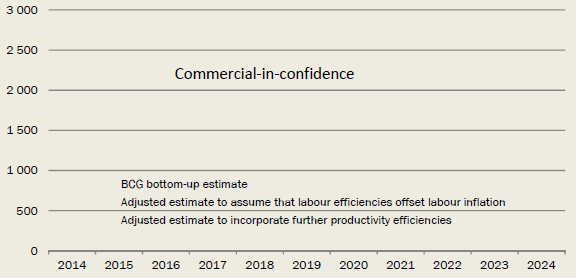 3 000
2 500
Commercial-in-confidence
2 000
1 500
1 000
BCG bottom-up estimate
Adjusted estimate to assume that labour efficiencies offset labour inflation
500
Adjusted estimate to incorporate further productivity efficiencies
0
2014 2015 2016 2017 2018 2019 2020 2021 2022 2023 2024